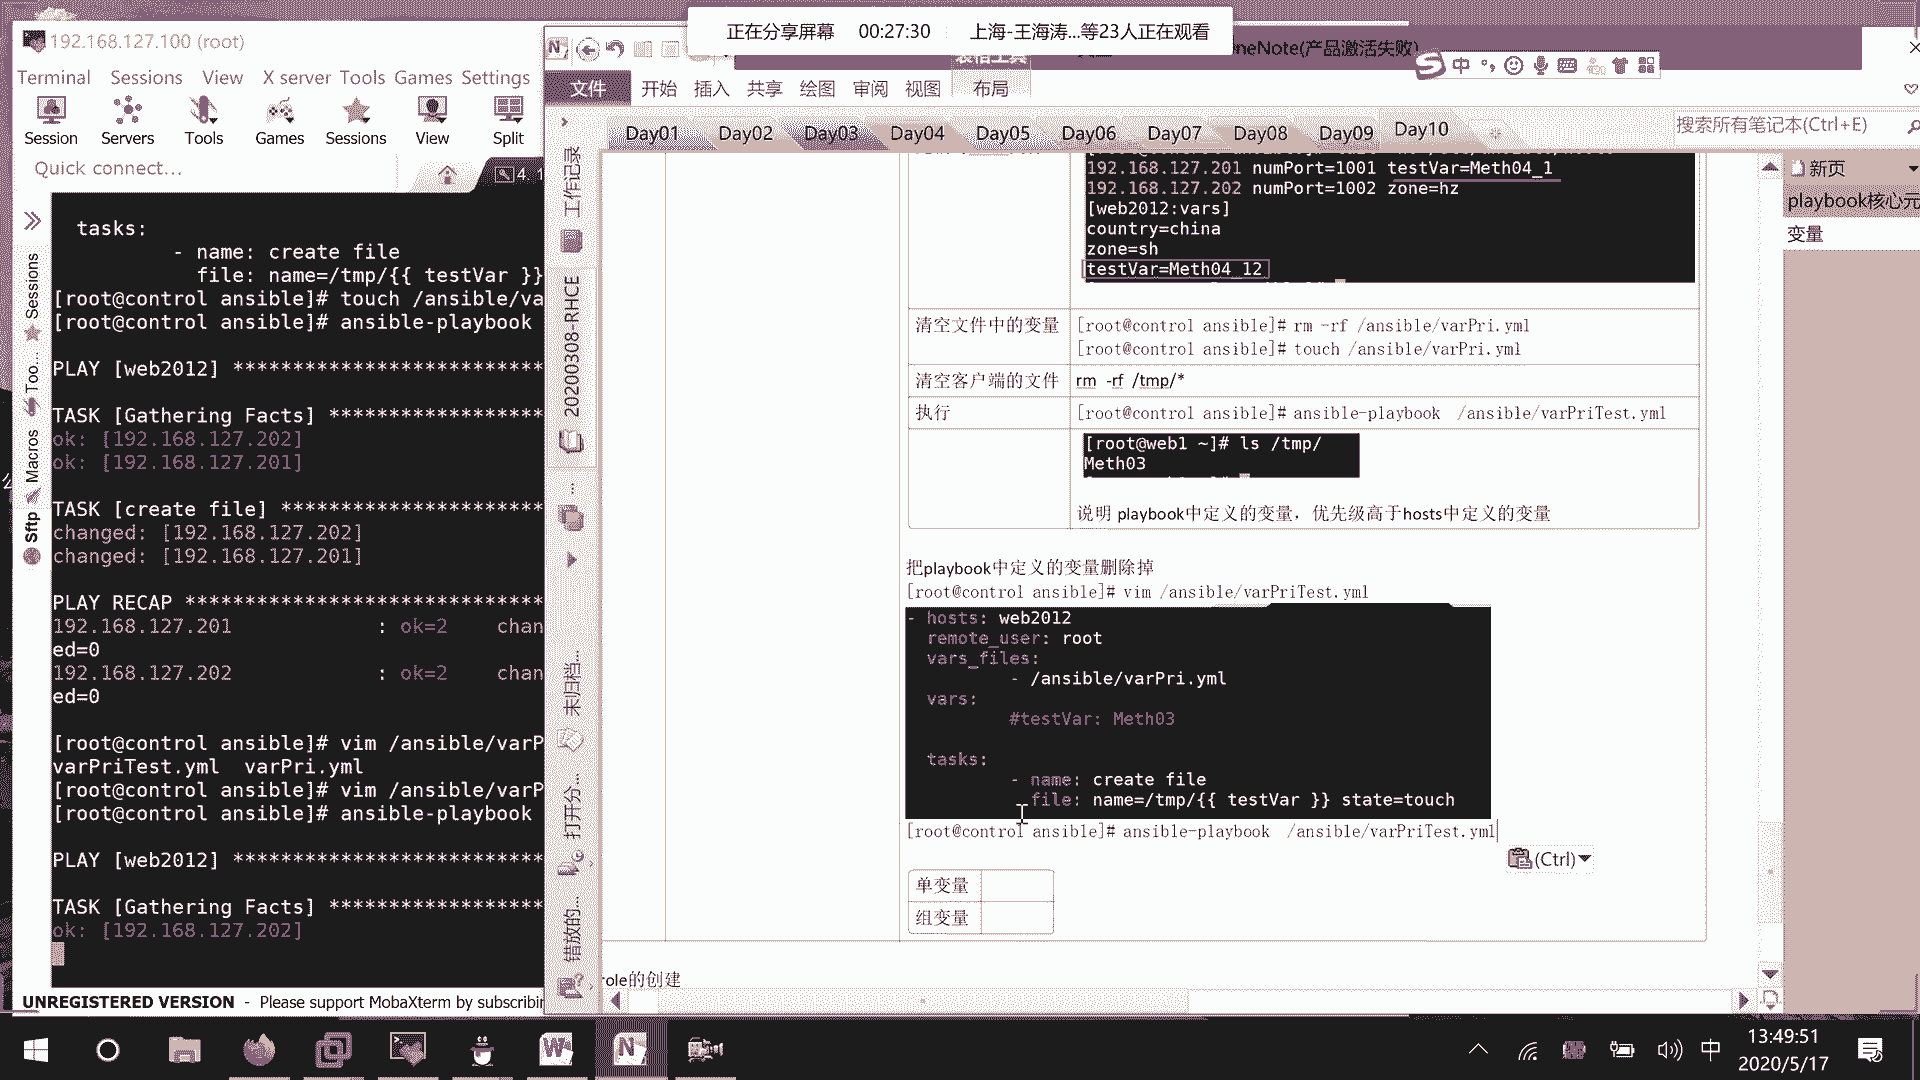 正在分享屏幕 00:27:30 上海-王海涛...等23人正在观看
192.168.127.100 (root)
Terminal Sessions View X server Tools Games Settings
Session Servers Tools Games Sessions View Split
Quick connect...
4. 1
Sessions
Too...
Macros
Sftp
tasks:
- name: create file
file: name=/tmp/{{ testVar }}
[root@control ansible]# touch /ansible/va
[root@control ansible]# ansible-playbook
PLAY [web2012] ******************************
TASK [Gathering Facts] **********************
ok: [192.168.127.202]
ok: [192.168.127.201]
TASK [create file] **************************
changed: [192.168.127.202]
changed: [192.168.127.201]
PLAY RECAP **********************************
192.168.127.201 : ok=2 chan
ed=0
192.168.127.202 : ok=2 chan
ed=0
[root@control ansible]# vim /ansible/varP
varPriTest.yml varPri.yml
[root@control ansible]# vim /ansible/varP
[root@control ansible]# ansible-playbook
PLAY [web2012] ******************************
TASK [Gathering Facts] **********************
ok: [192.168.127.202]
UNREGISTERED VERSION - Please support MobaXterm by subscribin
OneNote(产品激活失败)
表格工具
文件 开始 插入 共享 绘图 审阅 视图 布局
中
Day01 Day02 Day03 Day04 Day05 Day06 Day07 Day08 Day09 Day10
搜索所有笔记本(Ctrl+E)
工作记录
20200308-RHCE
未归档...
打开分...
错放的...
新页
playbook核心元
变量
192.168.127.201 numPort=1001 testVar=Meth04_1
192.168.127.202 numPort=1002 zone=hz
[web2012:vars]
country=china
zone=sh
testVar=Meth04_12
清空文件中的变量 [root@control ansible]# rm -rf /ansible/varPri.yml
[root@control ansible]# touch /ansible/varPri.yml
清空客户端的文件 rm -rf /tmp/*
执行 [root@control ansible]# ansible-playbook /ansible/varPriTest.yml
[root@web1 ~]# ls /tmp/
Meth03
说明 playbook中定义的变量，优先级高于hosts中定义的变量
把playbook中定义的变量删除掉
[root@control ansible]# vim /ansible/varPriTest.yml
- hosts: web2012
remote_user: root
vars_files:
- /ansible/varPri.yml
vars:
#testVar: Meth03
tasks:
- name: create file
file: name=/tmp/{{ testVar }} state=touch
[root@control ansible]# ansible-playbook /ansible/varPriTest.yml
(Ctrl)
单变量
组变量
role的创建
中
13:49:51
2020/5/17